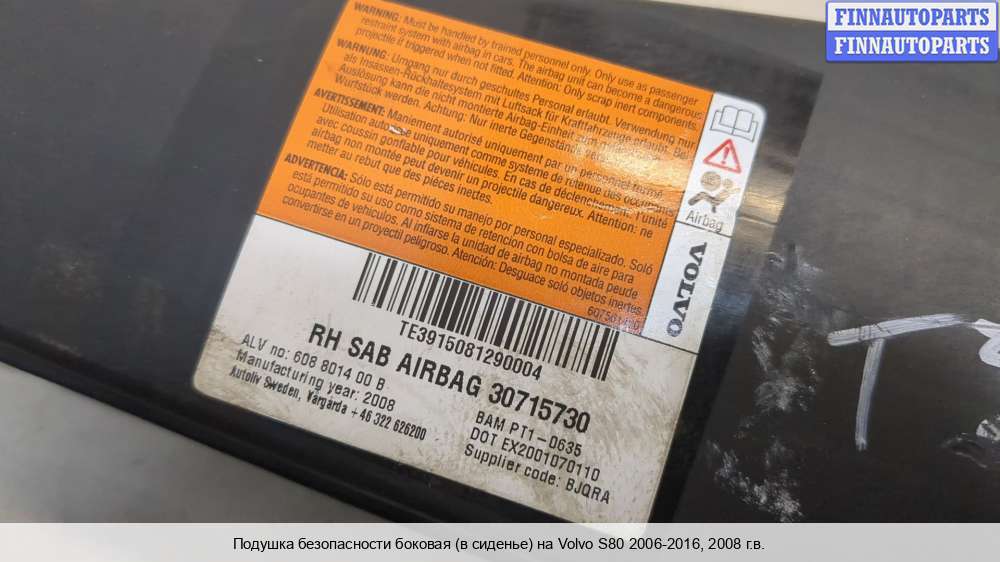 FINNAUTOPARTS
FINNAUTOPARTS
WARNING: Must be handled by trained personnel only. Only use as passenger
restraint system with airbag in cars. The airbag unit can become a dangerous
projectile if triggered when not fitted. Attention: Only scrap inert components.
WARNUNG: Umgang nur durch geschultes Personal erlaubt. Verwendung nur
als Insassen-Rückhaltesystem mit Luftsack für Kraftfahrzeuge erlaubt. Bei
Auslösung kann die nicht montierte Airbag-Einheit
Wurfstück werden. Achtung: Nur inerte Gegenstände
AVERTISSEMENT: Maniement autorisé uniquement par un personnel formé.
Utilisation autorisée uniquement comme système de retenue des occupants
avec coussin gonflable pour véhicules. En cas de déclenchement, l'unité
airbag non montée peut devenir un projectile dangereux. Attention: ne
metter au rebut que des pièces inertes.
ADVERTENCIA: Sólo está permitido su manejo por personal especializado. Soló
está permitido su uso como sistema de retención con bolsa de aire para
ocupantes de vehículos. Al inflarse la unidad de airbag no montada peude
convertirse en un proyectil peligroso. Atención: Desguace soló objetos inertes.
Airbag
VOLVO
TE3915081290004
RH SAB AIRBAG 30715730
ALV no: 608 8014 00 B
Manufacturing year: 2008
Autoliv Sweden, Vårgårda +46 322 626200
BAM PT1-0635
DOT EX2001070110
Supplier code: BJQRA
Подушка безопасности боковая (в сиденье) на Volvo S80 2006-2016, 2008 г.в.